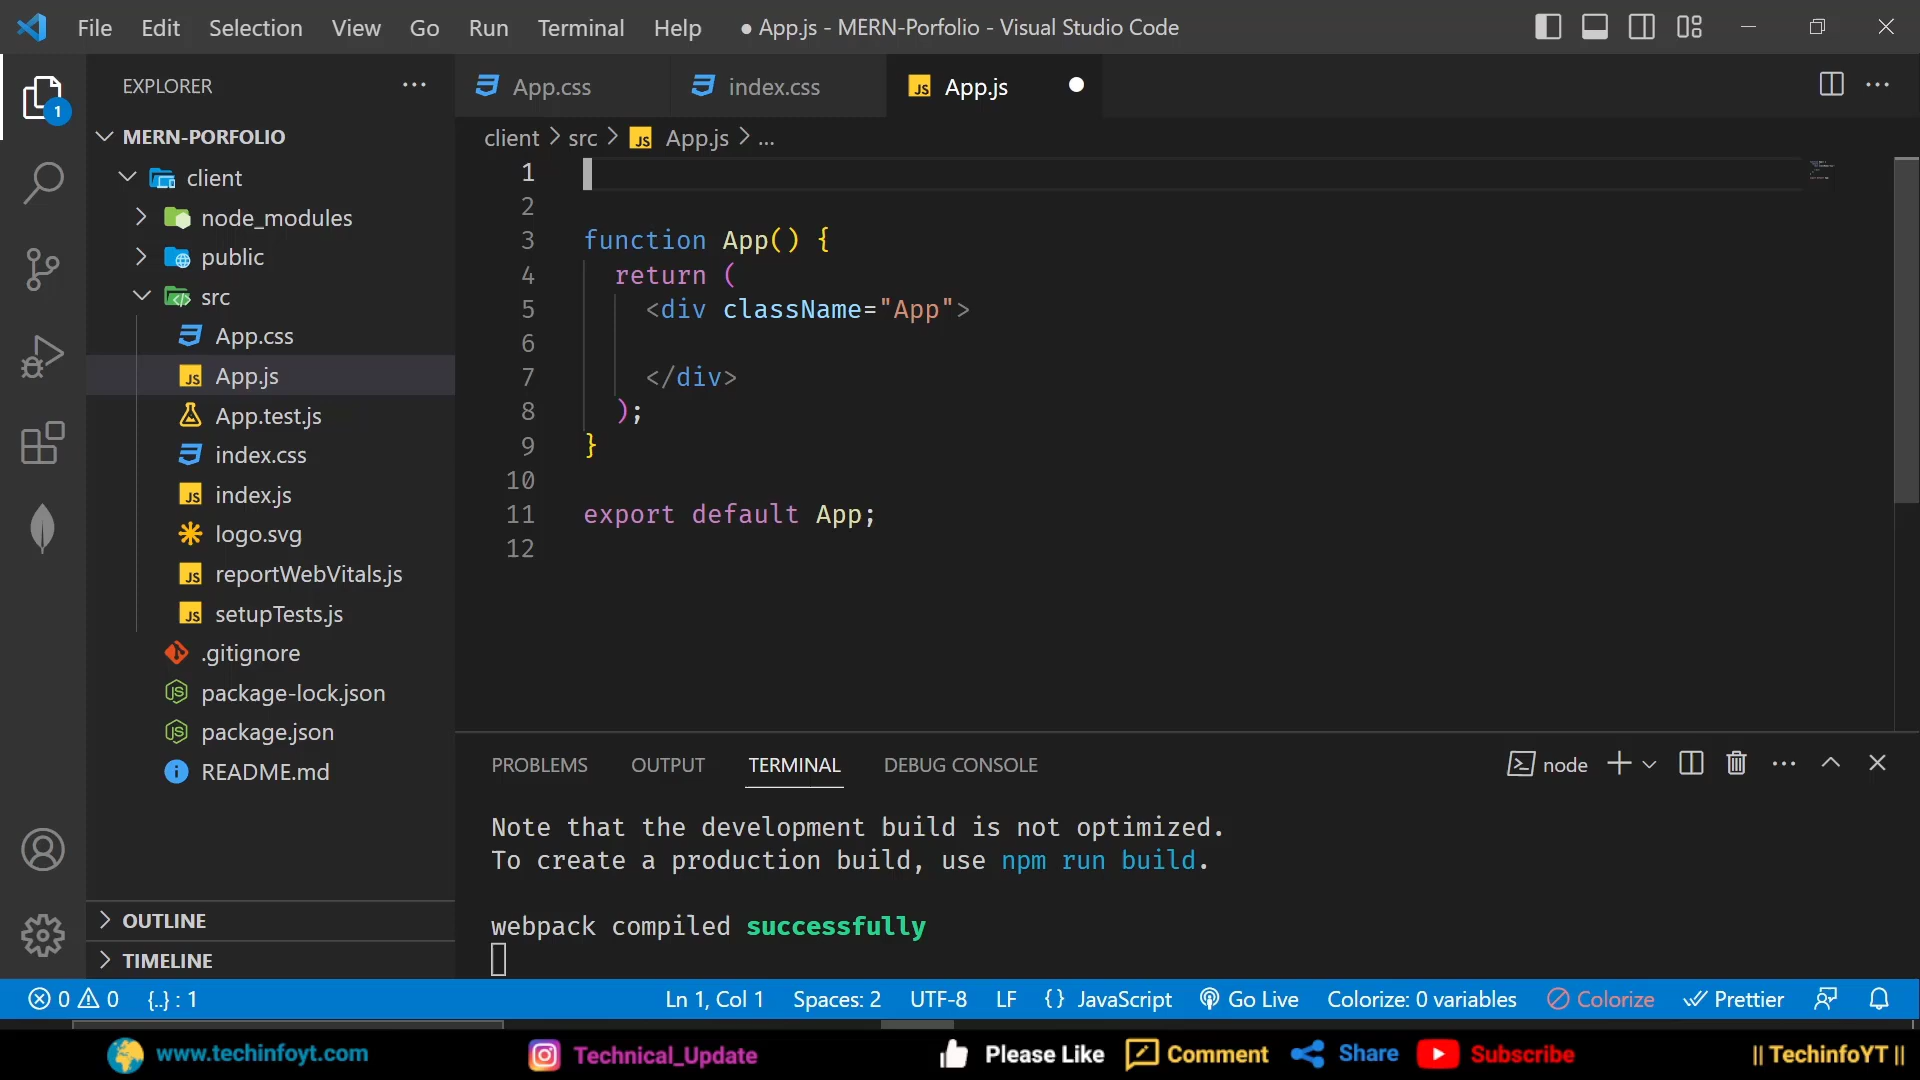 File Edit Selection View Go Run Terminal Help ● App.js - MERN-Porfolio - Visual Studio Code
EXPLORER
App.css index.css JS App.js
1
MERN-PORFOLIO
client > src > JS App.js > ...
client
node_modules
public
src
App.css
JS App.js
App.test.js
index.css
JS index.js
logo.svg
JS reportWebVitals.js
JS setupTests.js
.gitignore
package-lock.json
package.json
README.md
OUTLINE
TIMELINE
1
2
3 function App() {
4 return (
5 <div className="App">
6
7 </div>
8 );
9 }
10
11 export default App;
12
PROBLEMS OUTPUT TERMINAL DEBUG CONSOLE node
Note that the development build is not optimized.
To create a production build, use npm run build.
webpack compiled successfully
0 0 {..} : 1 Ln 1, Col 1 Spaces: 2 UTF-8 LF {} JavaScript Go Live Colorize: 0 variables Colorize Prettier
www.techinfoyt.com Technical_Update Please Like Comment Share Subscribe || TechinfoYT ||